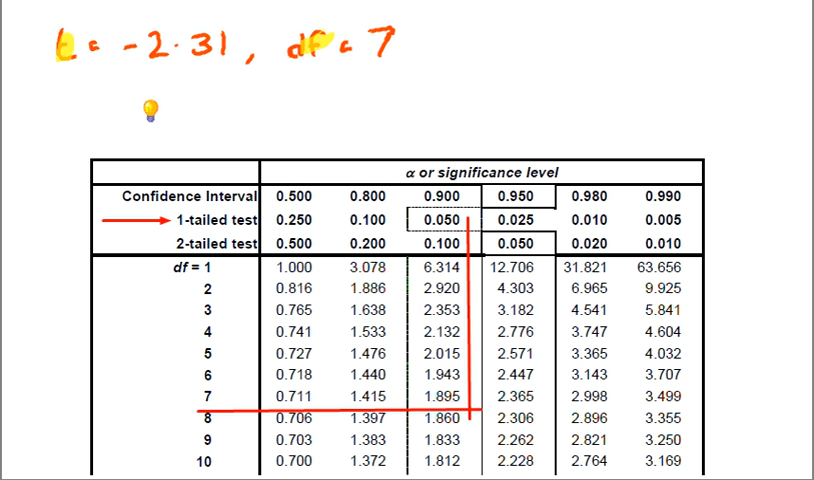 t = -2.31, df = 7
α or significance level
Confidence Interval 0.500 0.800 0.900 0.950 0.980 0.990
1-tailed test 0.250 0.100 0.050 0.025 0.010 0.005
2-tailed test 0.500 0.200 0.100 0.050 0.020 0.010
df = 1 1.000 3.078 6.314 12.706 31.821 63.656
2 0.816 1.886 2.920 4.303 6.965 9.925
3 0.765 1.638 2.353 3.182 4.541 5.841
4 0.741 1.533 2.132 2.776 3.747 4.604
5 0.727 1.476 2.015 2.571 3.365 4.032
6 0.718 1.440 1.943 2.447 3.143 3.707
7 0.711 1.415 1.895 2.365 2.998 3.499
8 0.706 1.397 1.860 2.306 2.896 3.355
9 0.703 1.383 1.833 2.262 2.821 3.250
10 0.700 1.372 1.812 2.228 2.764 3.169